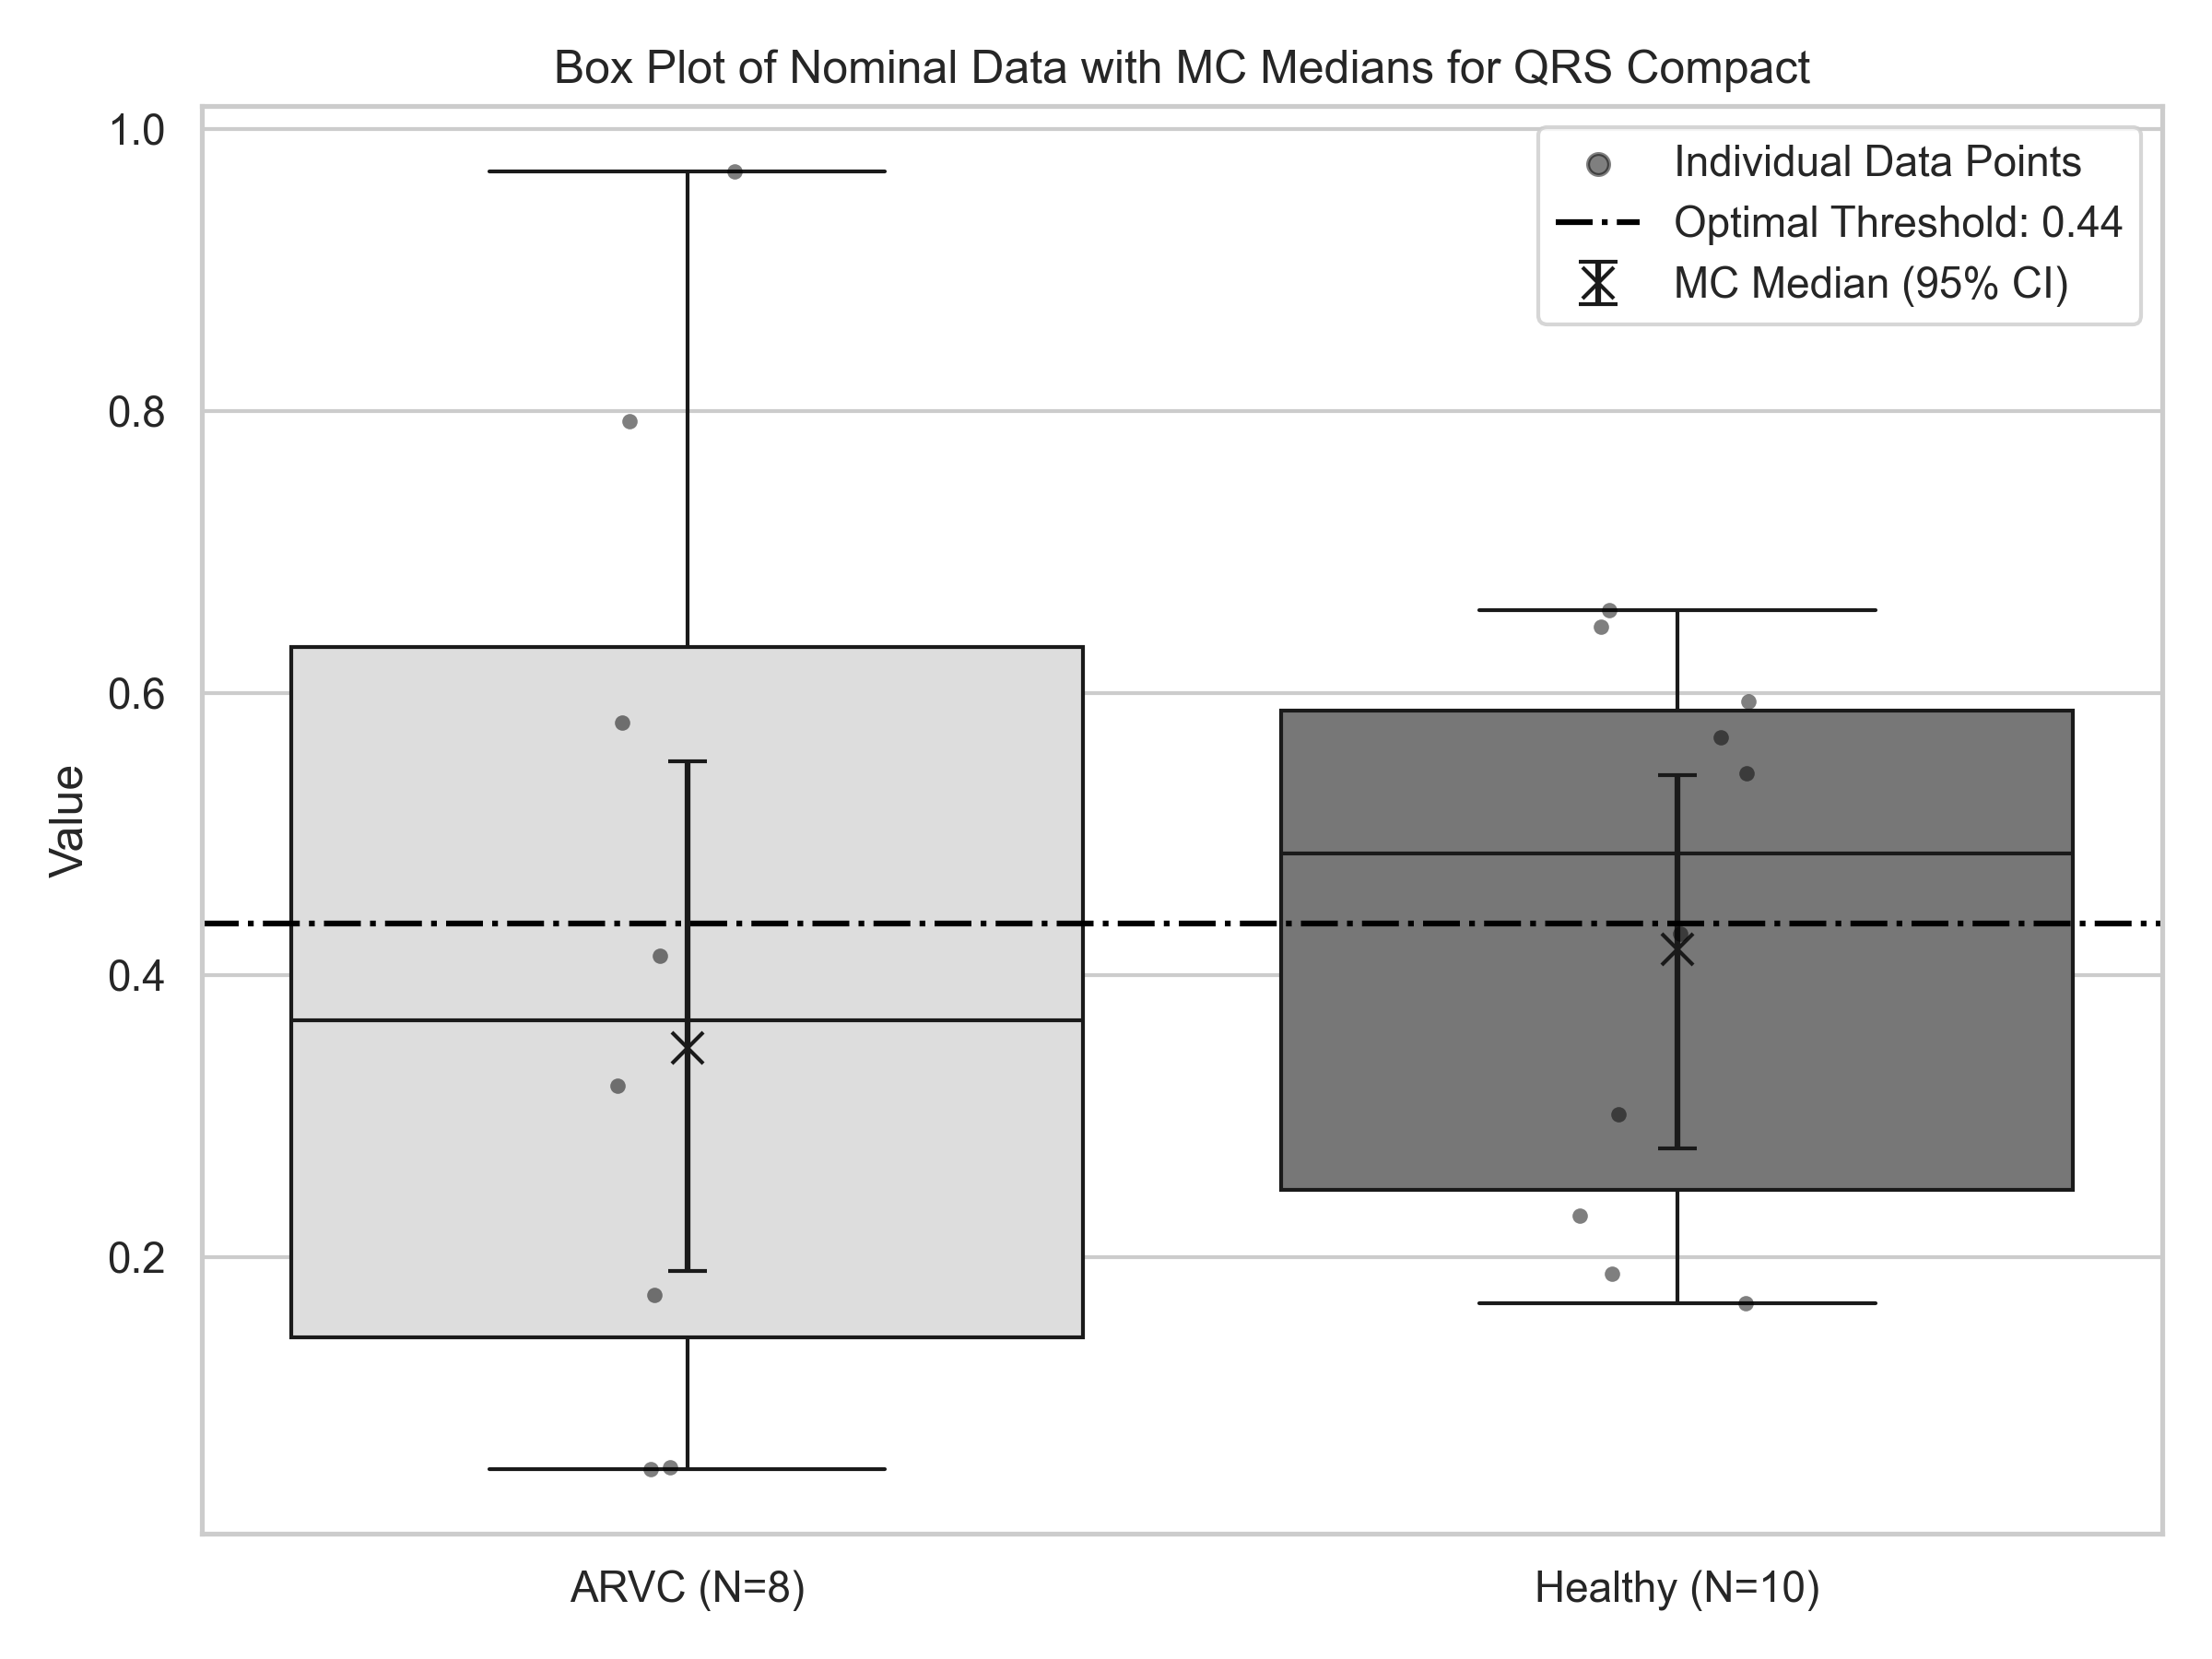 Box Plot of Nominal Data with MC Medians for QRS Compact
1.0
0.8
0.6
0.4
0.2
Value
Individual Data Points
Optimal Threshold: 0.44
MC Median (95% CI)
ARVC (N=8)
Healthy (N=10)